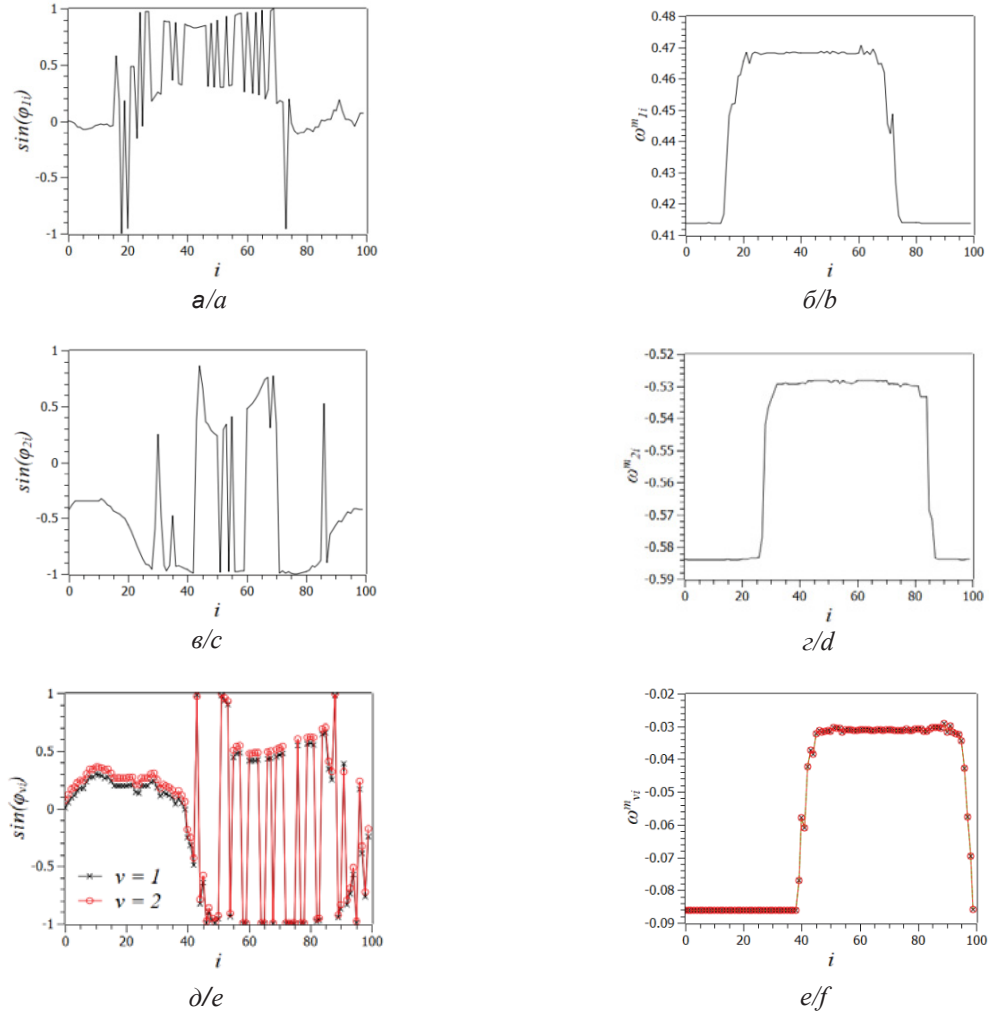 sin(φ₁ᵢ)
1
0.5
0
-0.5
-1
0 20 40 60 80 100
i
а/a
ωᵐ₁ᵢ
0.48
0.47
0.46
0.45
0.44
0.43
0.42
0.41
0 20 40 60 80 100
i
б/b
sin(φ₂ᵢ)
1
0.5
0
-0.5
-1
0 20 40 60 80 100
i
в/c
ωᵐ₂ᵢ
-0.52
-0.53
-0.54
-0.55
-0.56
-0.57
-0.58
-0.59
0 20 40 60 80 100
i
г/d
sin(φᵥᵢ)
1
0.5
0
-0.5
-1
v = 1
v = 2
0 20 40 60 80 100
i
д/e
ωᵐᵥᵢ
-0.02
-0.03
-0.04
-0.05
-0.06
-0.07
-0.08
-0.09
0 20 40 60 80 100
i
е/f